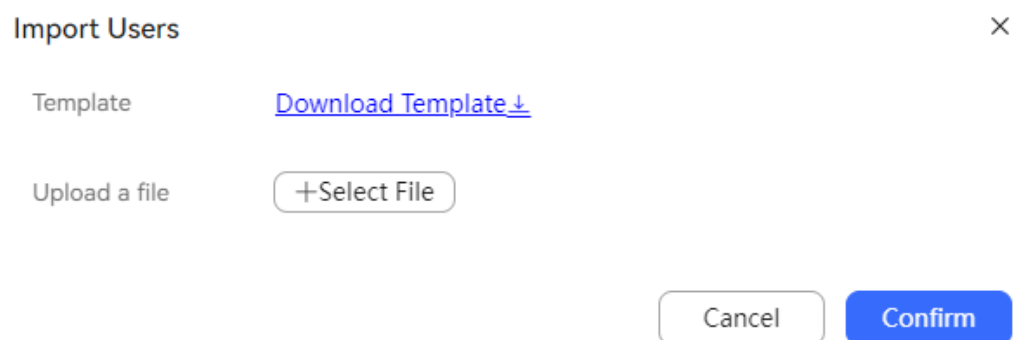 Import Users
Template
Download Template
Upload a file
+Select File
Cancel
Confirm